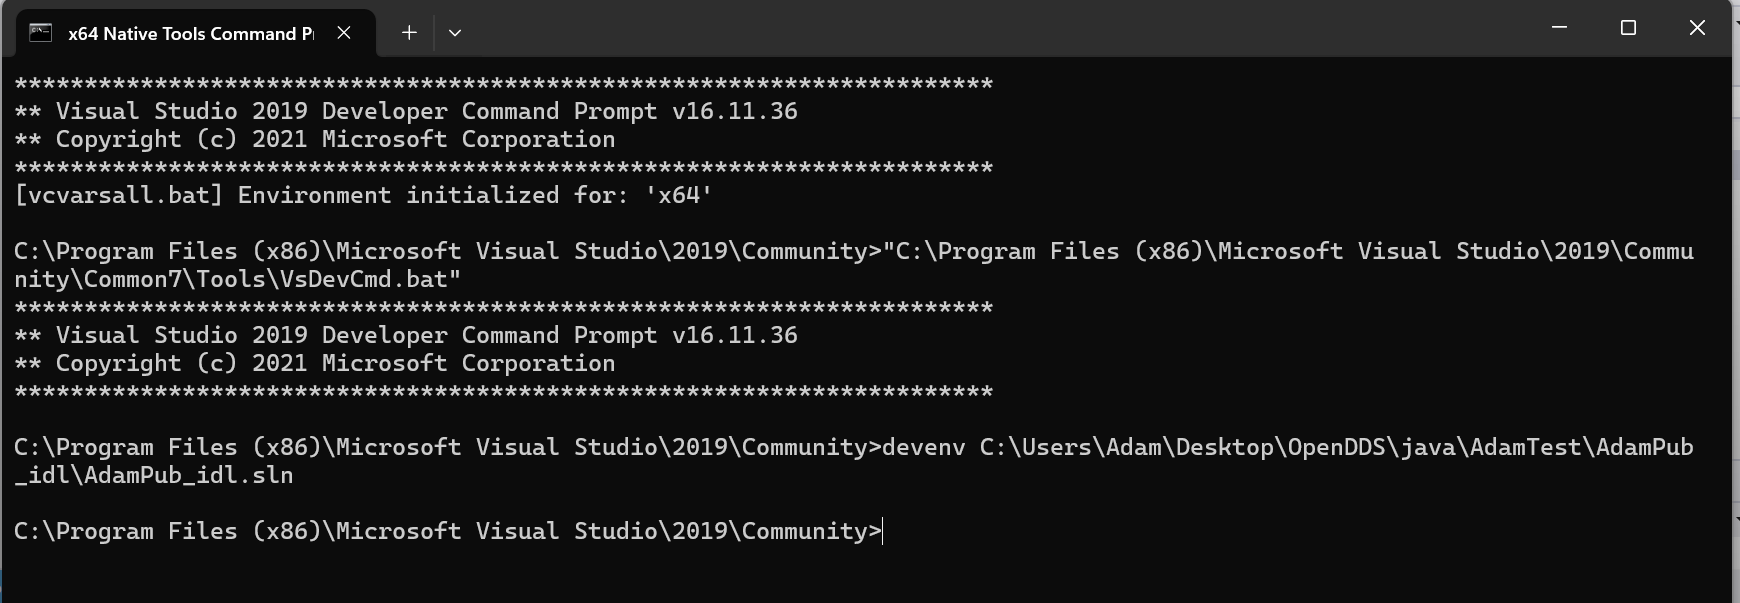 x64 Native Tools Command P
**********************************************************************
** Visual Studio 2019 Developer Command Prompt v16.11.36
** Copyright (c) 2021 Microsoft Corporation
**********************************************************************
[vcvarsall.bat] Environment initialized for: 'x64'
C:\Program Files (x86)\Microsoft Visual Studio\2019\Community>"C:\Program Files (x86)\Microsoft Visual Studio\2019\Commu
nity\Common7\Tools\VsDevCmd.bat"
**********************************************************************
** Visual Studio 2019 Developer Command Prompt v16.11.36
** Copyright (c) 2021 Microsoft Corporation
**********************************************************************
C:\Program Files (x86)\Microsoft Visual Studio\2019\Community>devenv C:\Users\Adam\Desktop\OpenDDS\java\AdamTest\AdamPub
_idl\AdamPub_idl.sln
C:\Program Files (x86)\Microsoft Visual Studio\2019\Community>